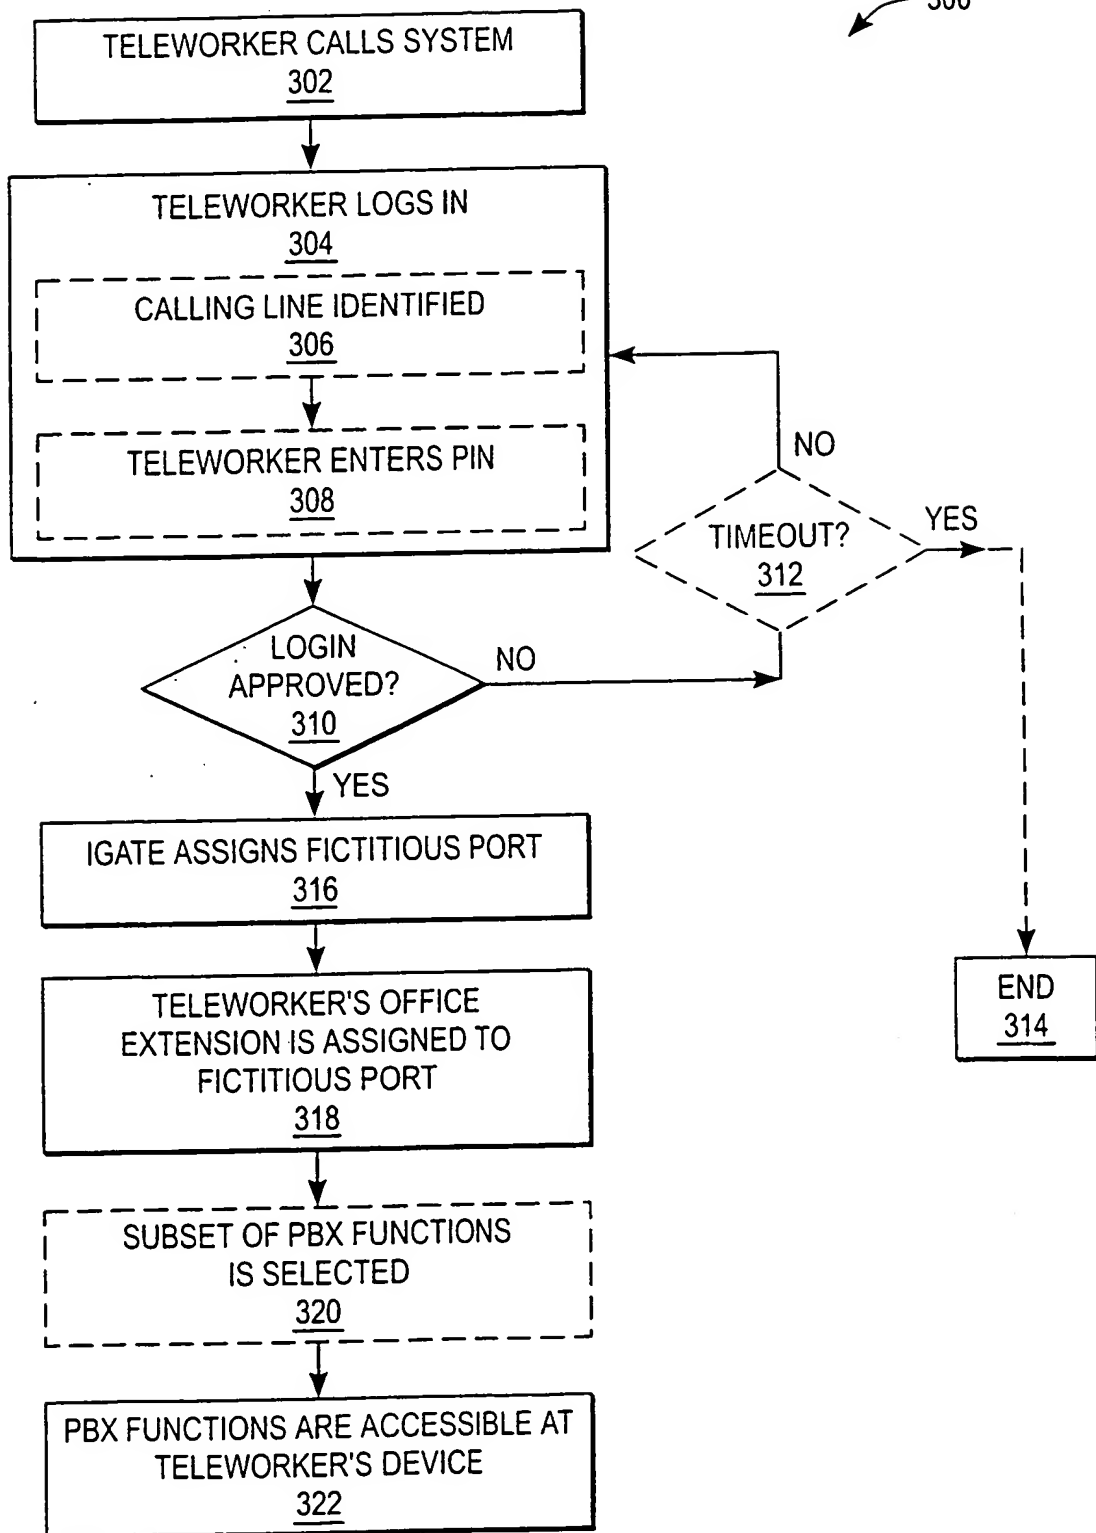 TELEWORKER CALLS SYSTEM
302
TELEWORKER LOGS IN
304
CALLING LINE IDENTIFIED
306
TELEWORKER ENTERS PIN
308
NO
TIMEOUT?
312
YES
LOGIN
APPROVED?
310
NO
YES
IGATE ASSIGNS FICTITIOUS PORT
316
TELEWORKER'S OFFICE
EXTENSION IS ASSIGNED TO
FICTITIOUS PORT
318
END
314
SUBSET OF PBX FUNCTIONS
IS SELECTED
320
PBX FUNCTIONS ARE ACCESSIBLE AT
TELEWORKER'S DEVICE
322